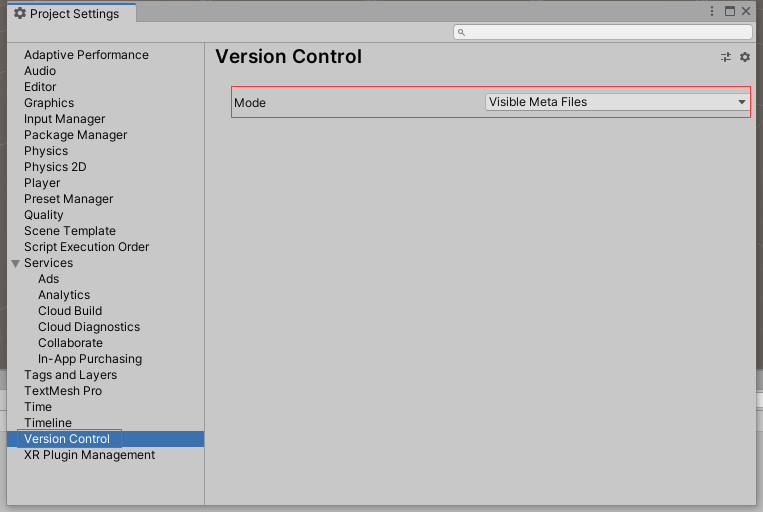 Project Settings
Adaptive Performance
Audio
Editor
Graphics
Input Manager
Package Manager
Physics
Physics 2D
Player
Preset Manager
Quality
Scene Template
Script Execution Order
Services
Ads
Analytics
Cloud Build
Cloud Diagnostics
Collaborate
In-App Purchasing
Tags and Layers
TextMesh Pro
Time
Timeline
Version Control
XR Plugin Management
Version Control
Mode
Visible Meta Files